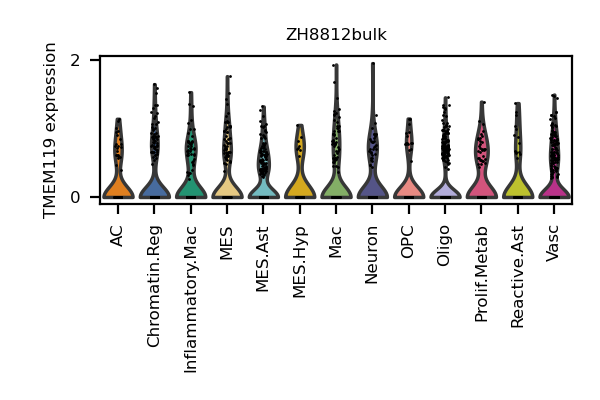 ZH8812bulk
TMEM119 expression
2
0
AC
Chromatin.Reg
Inflammatory.Mac
MES
MES.Ast
MES.Hyp
Mac
Neuron
OPC
Oligo
Prolif.Metab
Reactive.Ast
Vasc